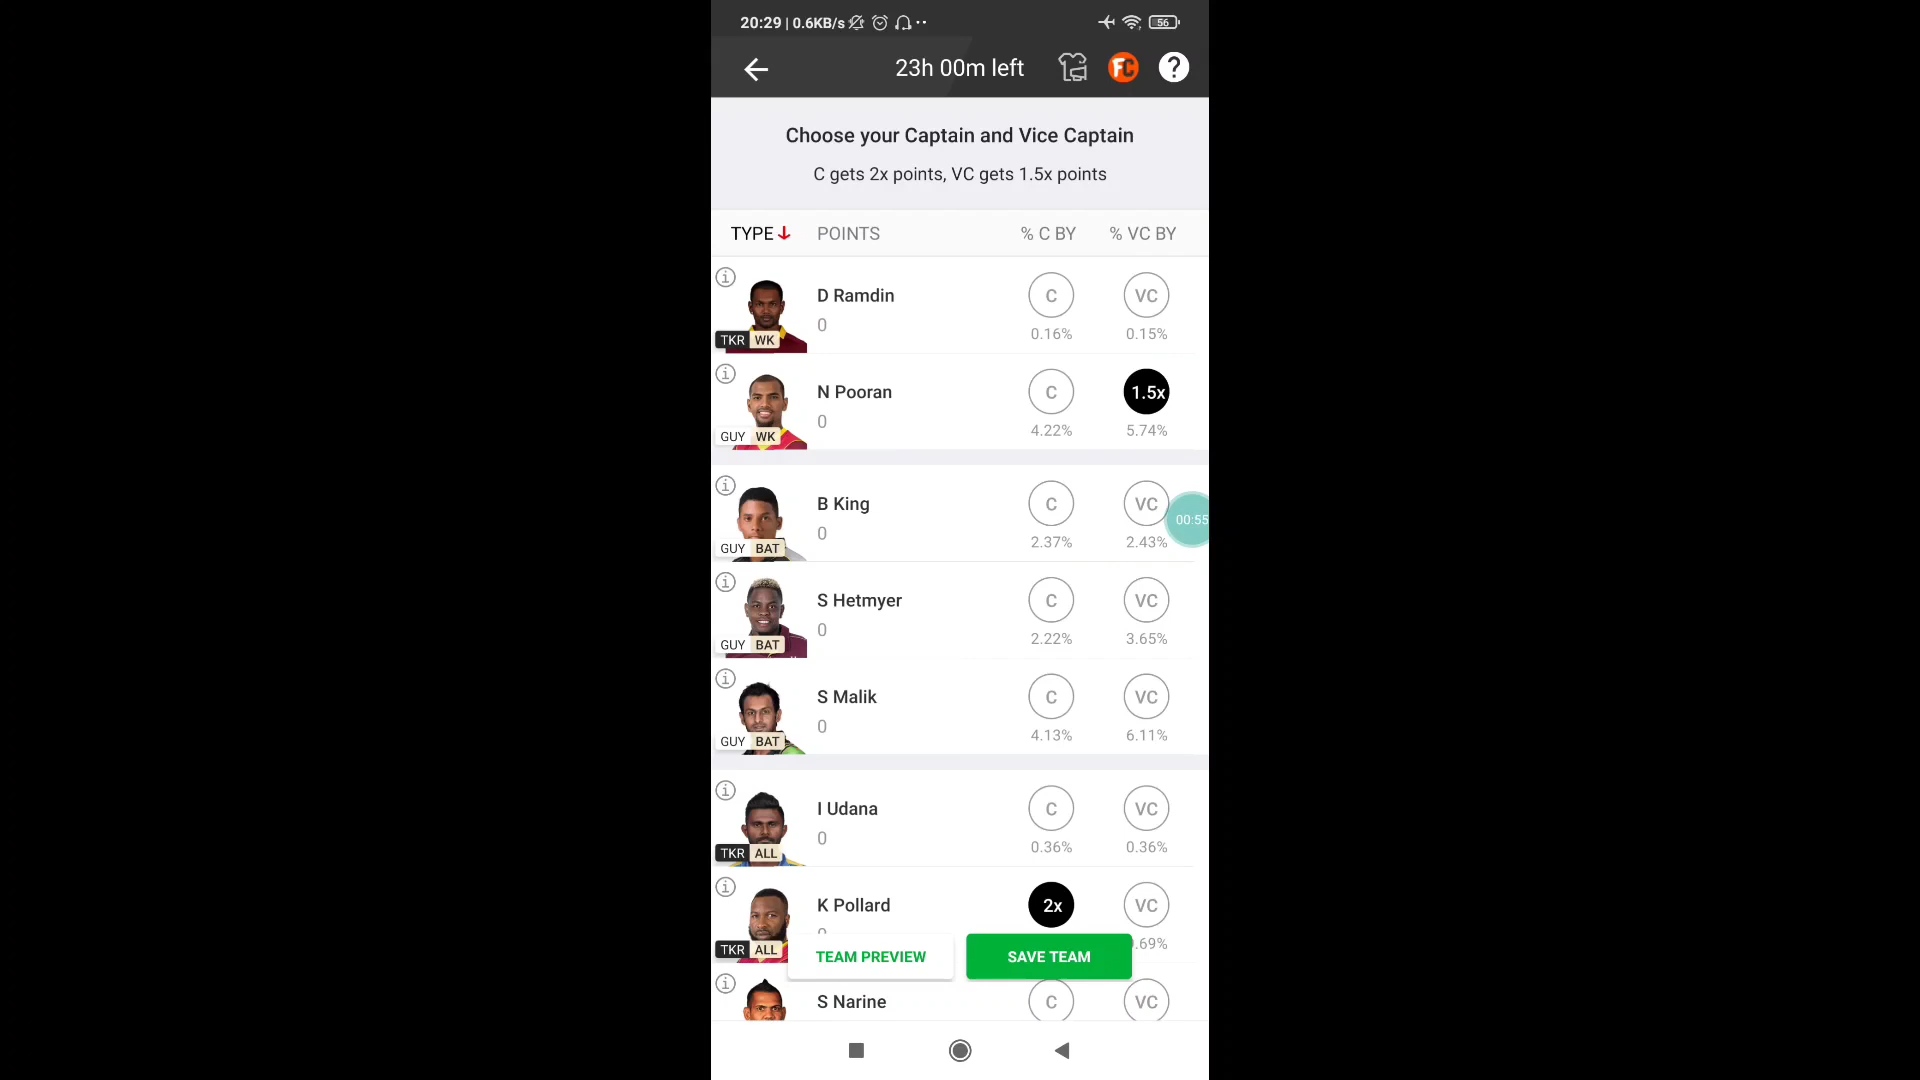 20:29 | 0.6KB/s
56
23h 00m left
FC
?
Choose your Captain and Vice Captain
C gets 2x points, VC gets 1.5x points
TYPE POINTS % C BY % VC BY
D Ramdin
0
C
VC
0.16%
0.15%
TKR WK
N Pooran
0
C
1.5x
4.22%
5.74%
GUY WK
B King
0
C
VC
2.37%
2.43%
GUY BAT
00:55
S Hetmyer
0
C
VC
2.22%
3.65%
GUY BAT
S Malik
0
C
VC
4.13%
6.11%
GUY BAT
I Udana
0
C
VC
0.36%
0.36%
TKR ALL
K Pollard
2x
VC
.69%
TKR ALL
TEAM PREVIEW
SAVE TEAM
S Narine
C
VC